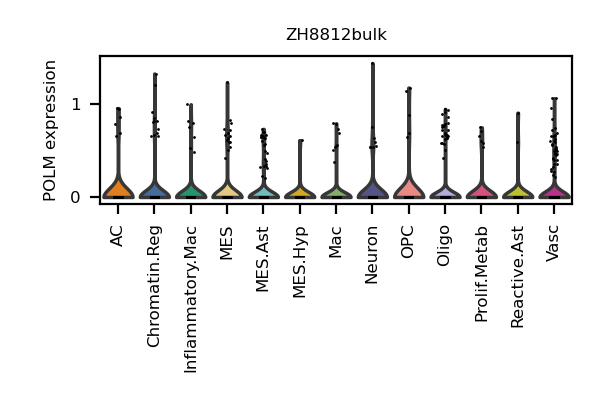 ZH8812bulk
POLM expression
1
0
AC
Chromatin.Reg
Inflammatory.Mac
MES
MES.Ast
MES.Hyp
Mac
Neuron
OPC
Oligo
Prolif.Metab
Reactive.Ast
Vasc